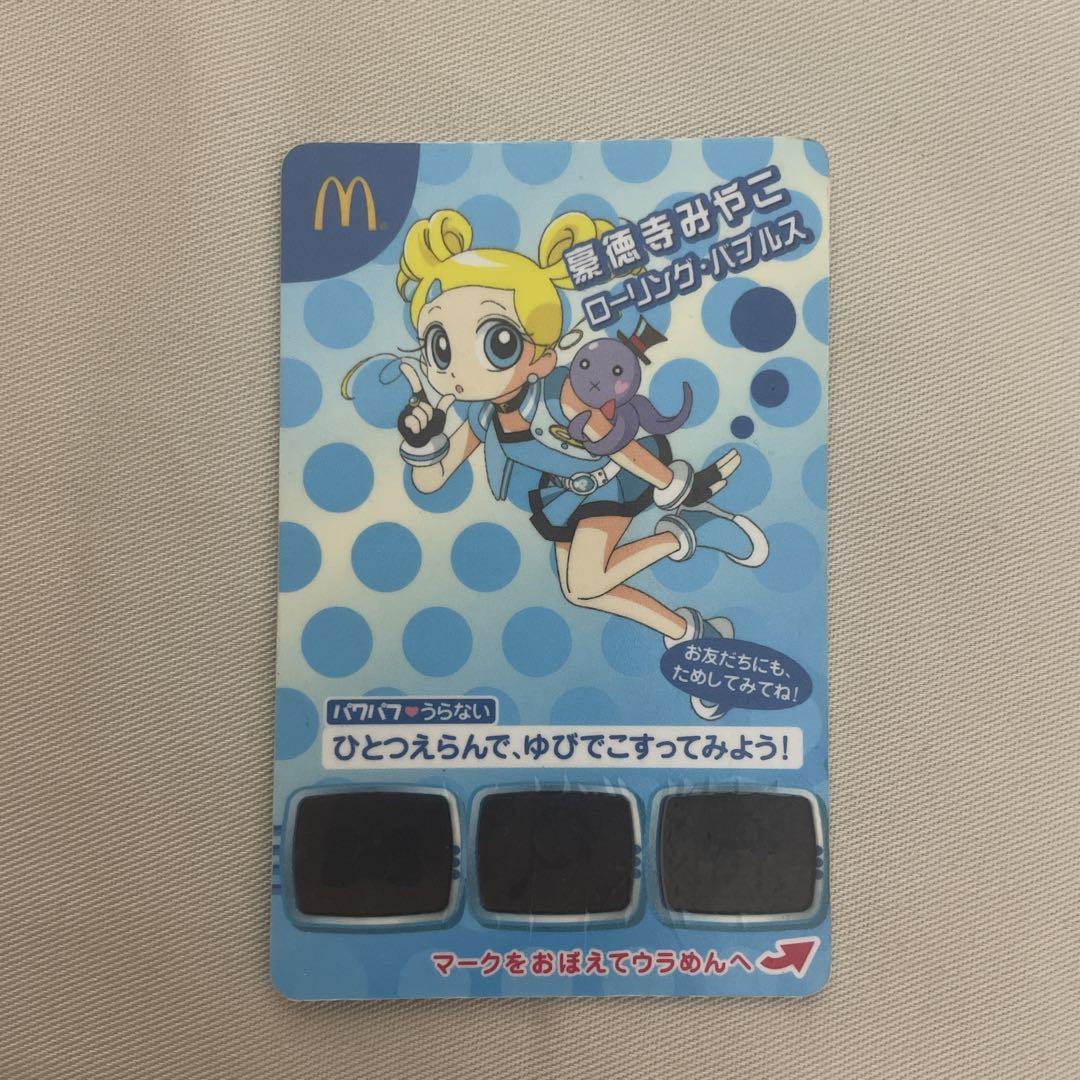 M
豪徳寺みやこ
ローリング・バブルス
お友だちにも、
ためしてみてね!
パワパフ♥うらない
ひとつえらんで、ゆびでこすってみよう!
マークをおぼえてウラめんへ